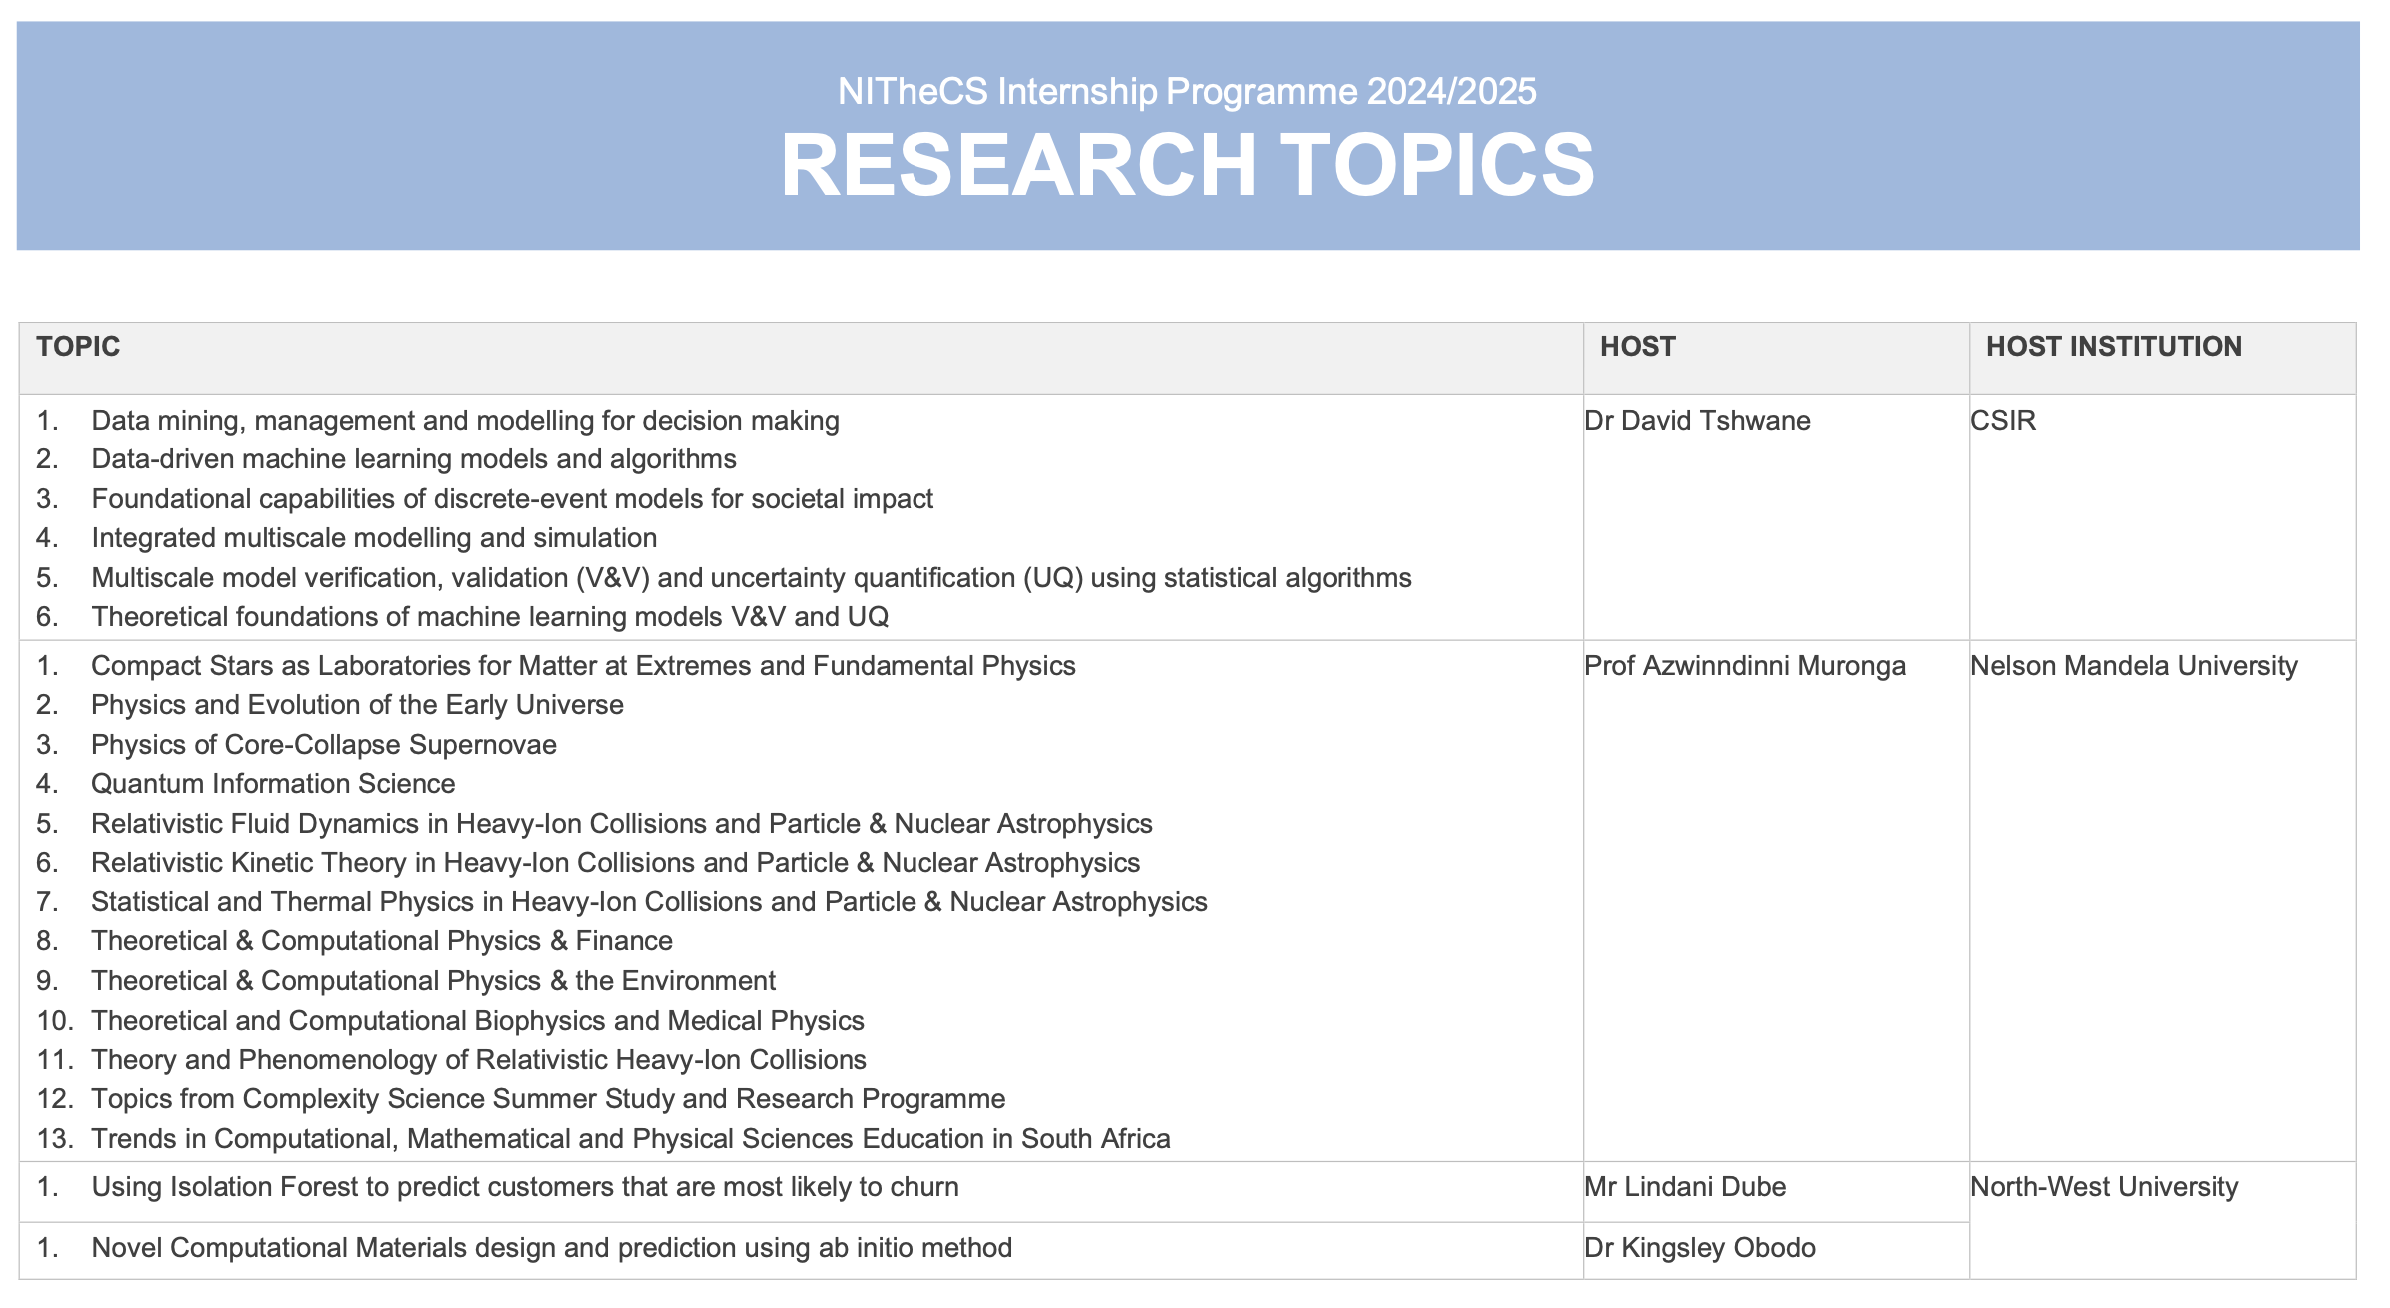 NITheCS Internship Programme 2024/2025
RESEARCH TOPICS
TOPIC HOST HOST INSTITUTION
1. Data mining, management and modelling for decision making Dr David Tshwane CSIR
2. Data-driven machine learning models and algorithms
3. Foundational capabilities of discrete-event models for societal impact
4. Integrated multiscale modelling and simulation
5. Multiscale model verification, validation (V&V) and uncertainty quantification (UQ) using statistical algorithms
6. Theoretical foundations of machine learning models V&V and UQ
1. Compact Stars as Laboratories for Matter at Extremes and Fundamental Physics Prof Azwinndinni Muronga Nelson Mandela University
2. Physics and Evolution of the Early Universe
3. Physics of Core-Collapse Supernovae
4. Quantum Information Science
5. Relativistic Fluid Dynamics in Heavy-Ion Collisions and Particle & Nuclear Astrophysics
6. Relativistic Kinetic Theory in Heavy-Ion Collisions and Particle & Nuclear Astrophysics
7. Statistical and Thermal Physics in Heavy-Ion Collisions and Particle & Nuclear Astrophysics
8. Theoretical & Computational Physics & Finance
9. Theoretical & Computational Physics & the Environment
10. Theoretical and Computational Biophysics and Medical Physics
11. Theory and Phenomenology of Relativistic Heavy-Ion Collisions
12. Topics from Complexity Science Summer Study and Research Programme
13. Trends in Computational, Mathematical and Physical Sciences Education in South Africa
1. Using Isolation Forest to predict customers that are most likely to churn Mr Lindani Dube North-West University
1. Novel Computational Materials design and prediction using ab initio method Dr Kingsley Obodo